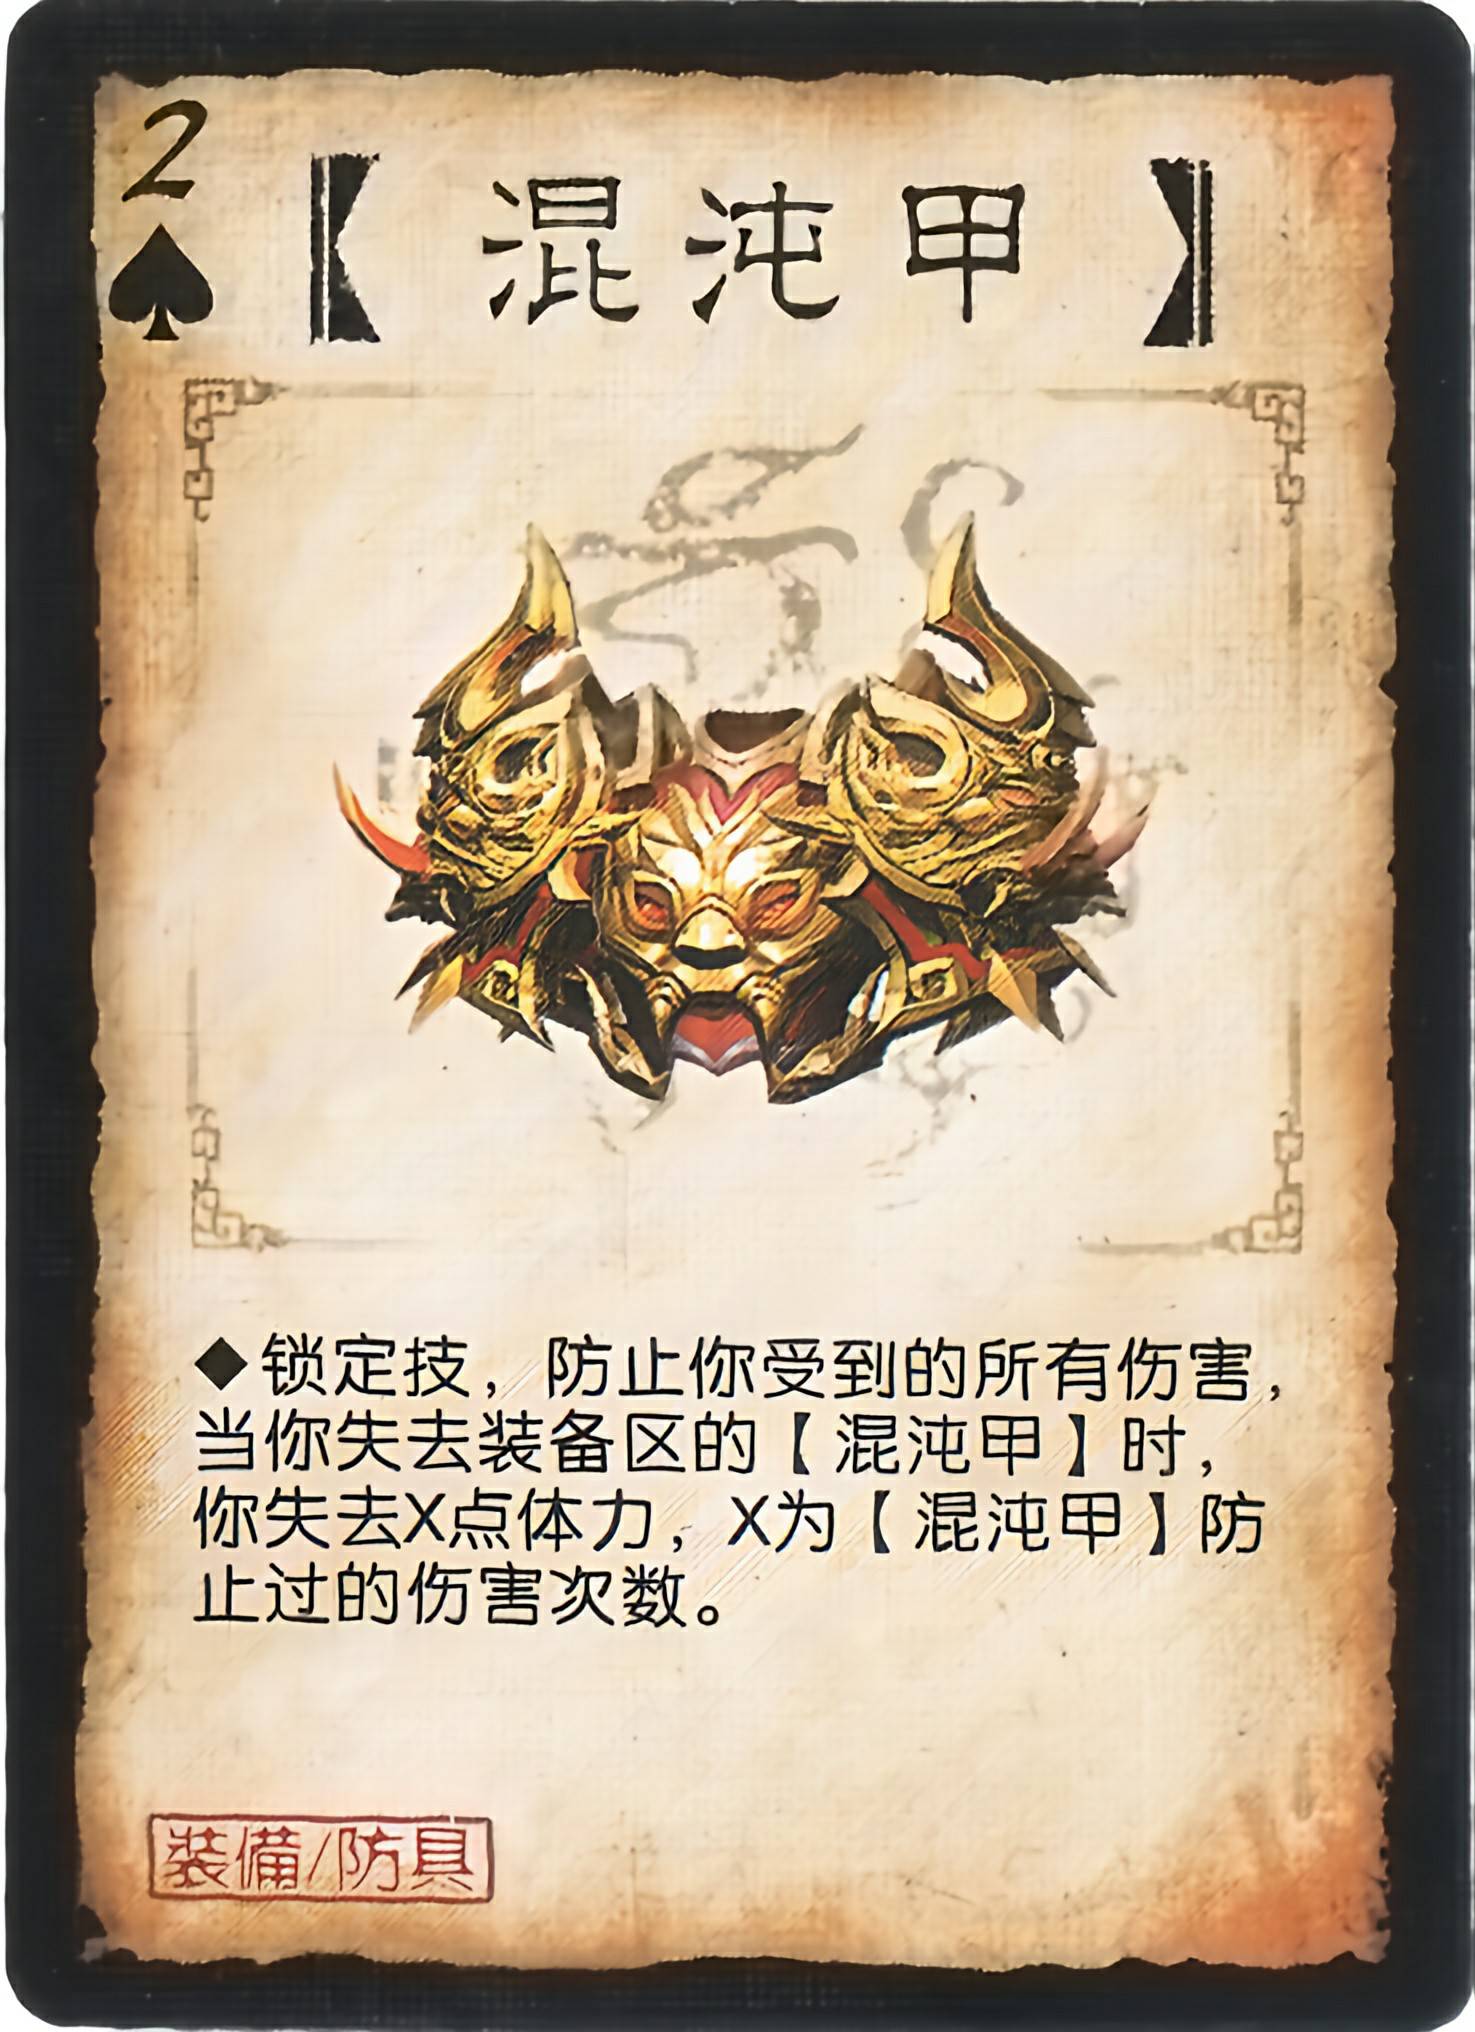 2
【混沌甲】
◆锁定技，防止你受到的所有伤害，
当你失去装备区的【混沌甲】时，
你失去X点体力，X为【混沌甲】防
止过的伤害次数。
装備/防具